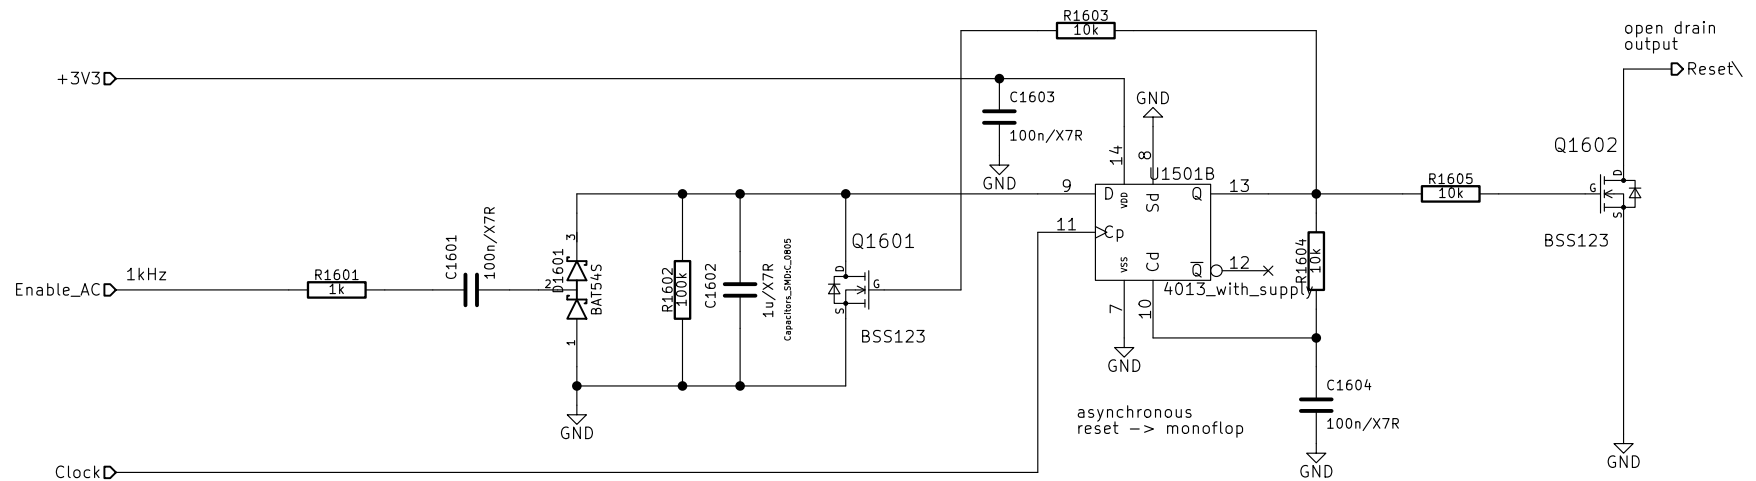 R1603
10k
open drain
output
Reset\
+3V3
C1603
100n/X7R
GND
GND
14
8
U1501B
Q1602
D
G
S
BSS123
9
D
VDD
Sd
Q
13
R1605
10k
11
Cp
VSS
Cd
Q
12
4013_with_supply
R1604
10k
7
10
GND
Enable_AC
1kHz
R1601
1k
C1601
100n/X7R
3
D1601
2
BAT54S
1
R1602
100k
C1602
1u/X7R
Capacitors_SMD:C_0805
Q1601
D
G
S
BSS123
GND
C1604
100n/X7R
GND
GND
asynchronous
reset -> monoflop
Clock